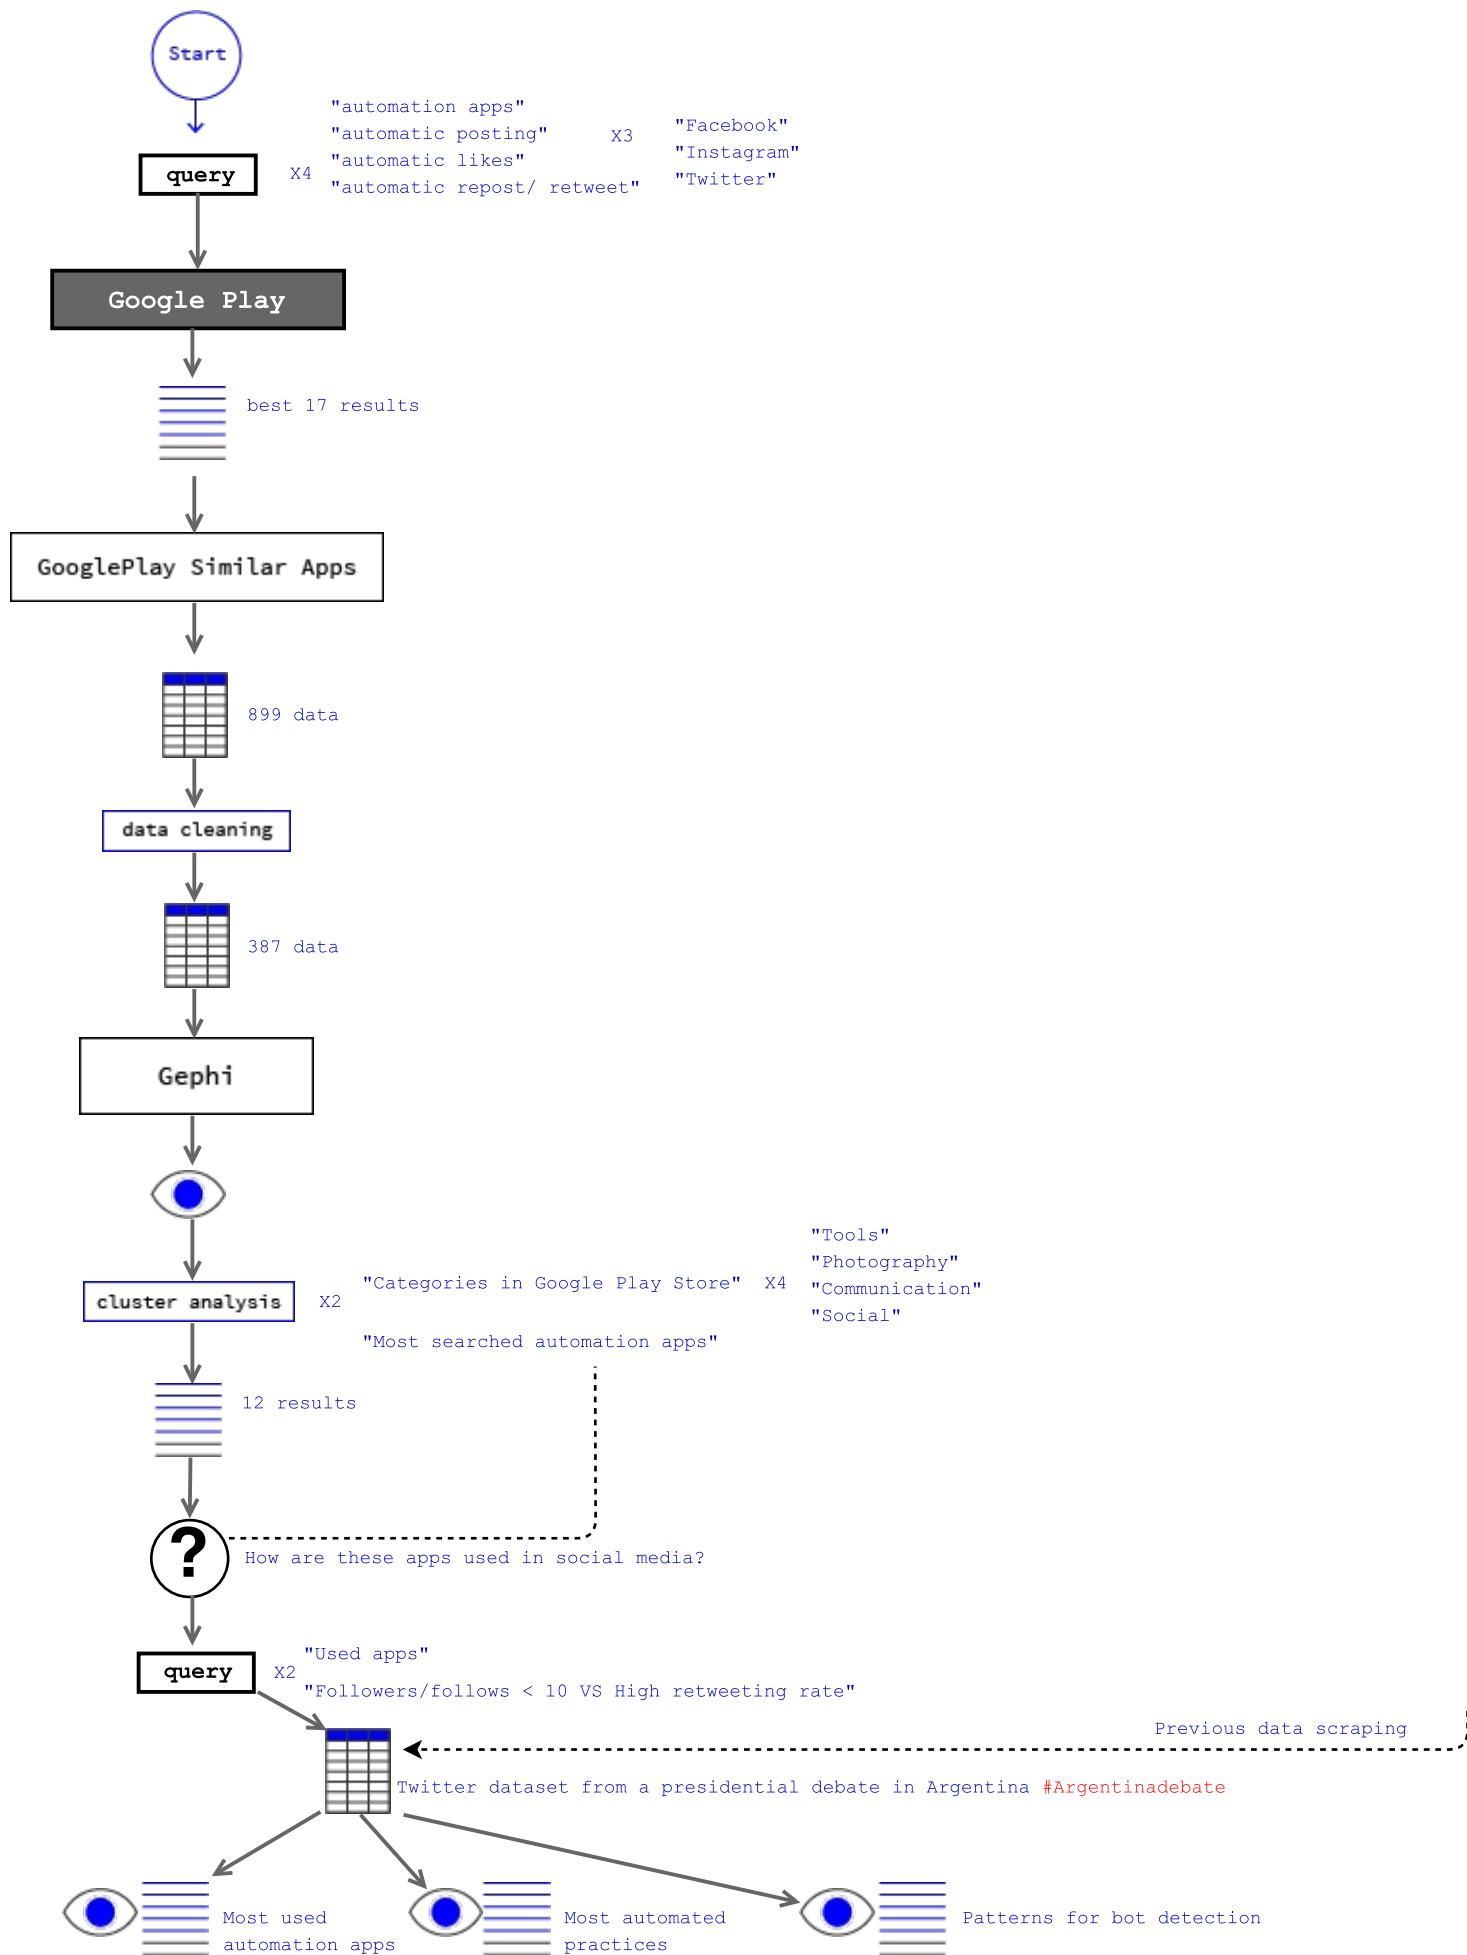 Start
"automation apps"
"automatic posting"
"automatic likes"
"automatic repost/ retweet"
X3
"Facebook"
"Instagram"
"Twitter"
query
X4
Google Play
best 17 results
GooglePlay Similar Apps
899 data
data cleaning
387 data
Gephi
cluster analysis
X2
"Categories in Google Play Store"
X4
"Tools"
"Photography"
"Communication"
"Social"
"Most searched automation apps"
12 results
?
How are these apps used in social media?
query
X2
"Used apps"
"Followers/follows < 10 VS High retweeting rate"
Previous data scraping
Twitter dataset from a presidential debate in Argentina #Argentinadebate
Most used
automation apps
Most automated
practices
Patterns for bot detection